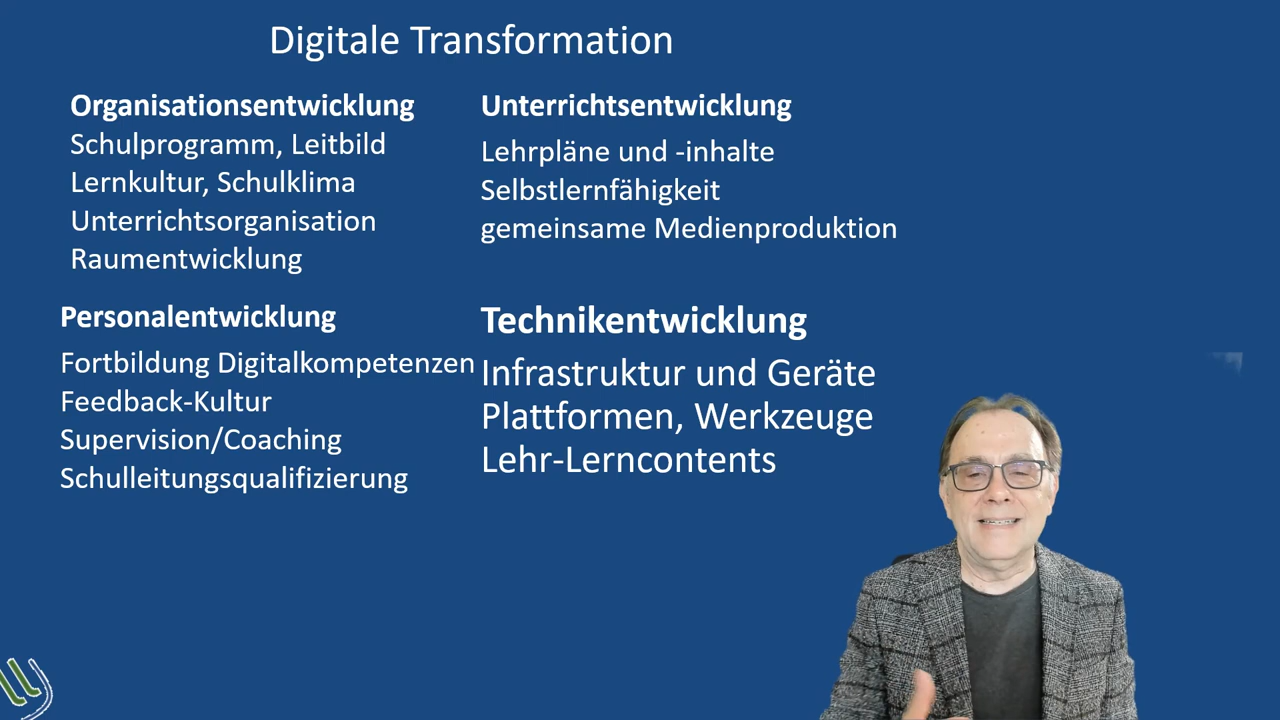 Digitale Transformation
Organisationsentwicklung
Schulprogramm, Leitbild
Lernkultur, Schulklima
Unterrichtsorganisation
Raumentwicklung
Unterrichtsentwicklung
Lehrpläne und -inhalte
Selbstlernfähigkeit
gemeinsame Medienproduktion
Personalentwicklung
Fortbildung Digitalkompetenzen
Feedback-Kultur
Supervision/Coaching
Schulleitungsqualifizierung
Technikentwicklung
Infrastruktur und Geräte
Plattformen, Werkzeuge
Lehr-Lerncontents